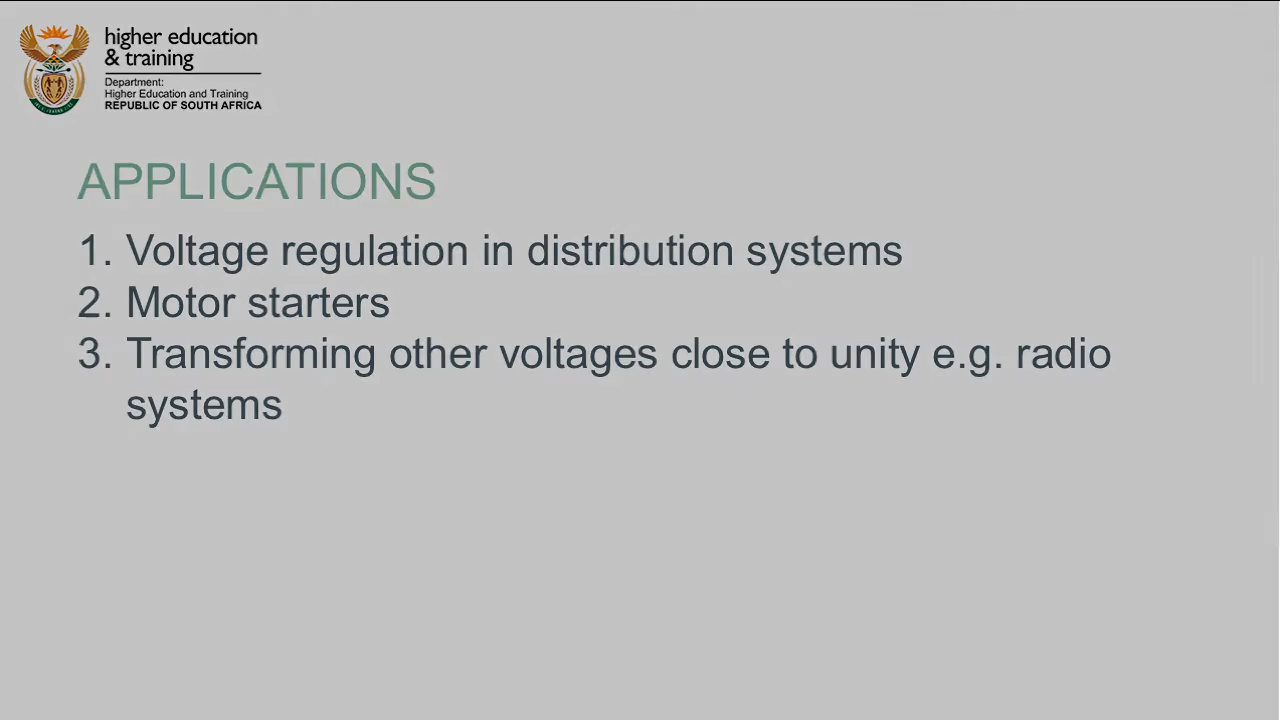 higher education
& training
Department:
Higher Education and Training
REPUBLIC OF SOUTH AFRICA
APPLICATIONS
1. Voltage regulation in distribution systems
2. Motor starters
3. Transforming other voltages close to unity e.g. radio
systems